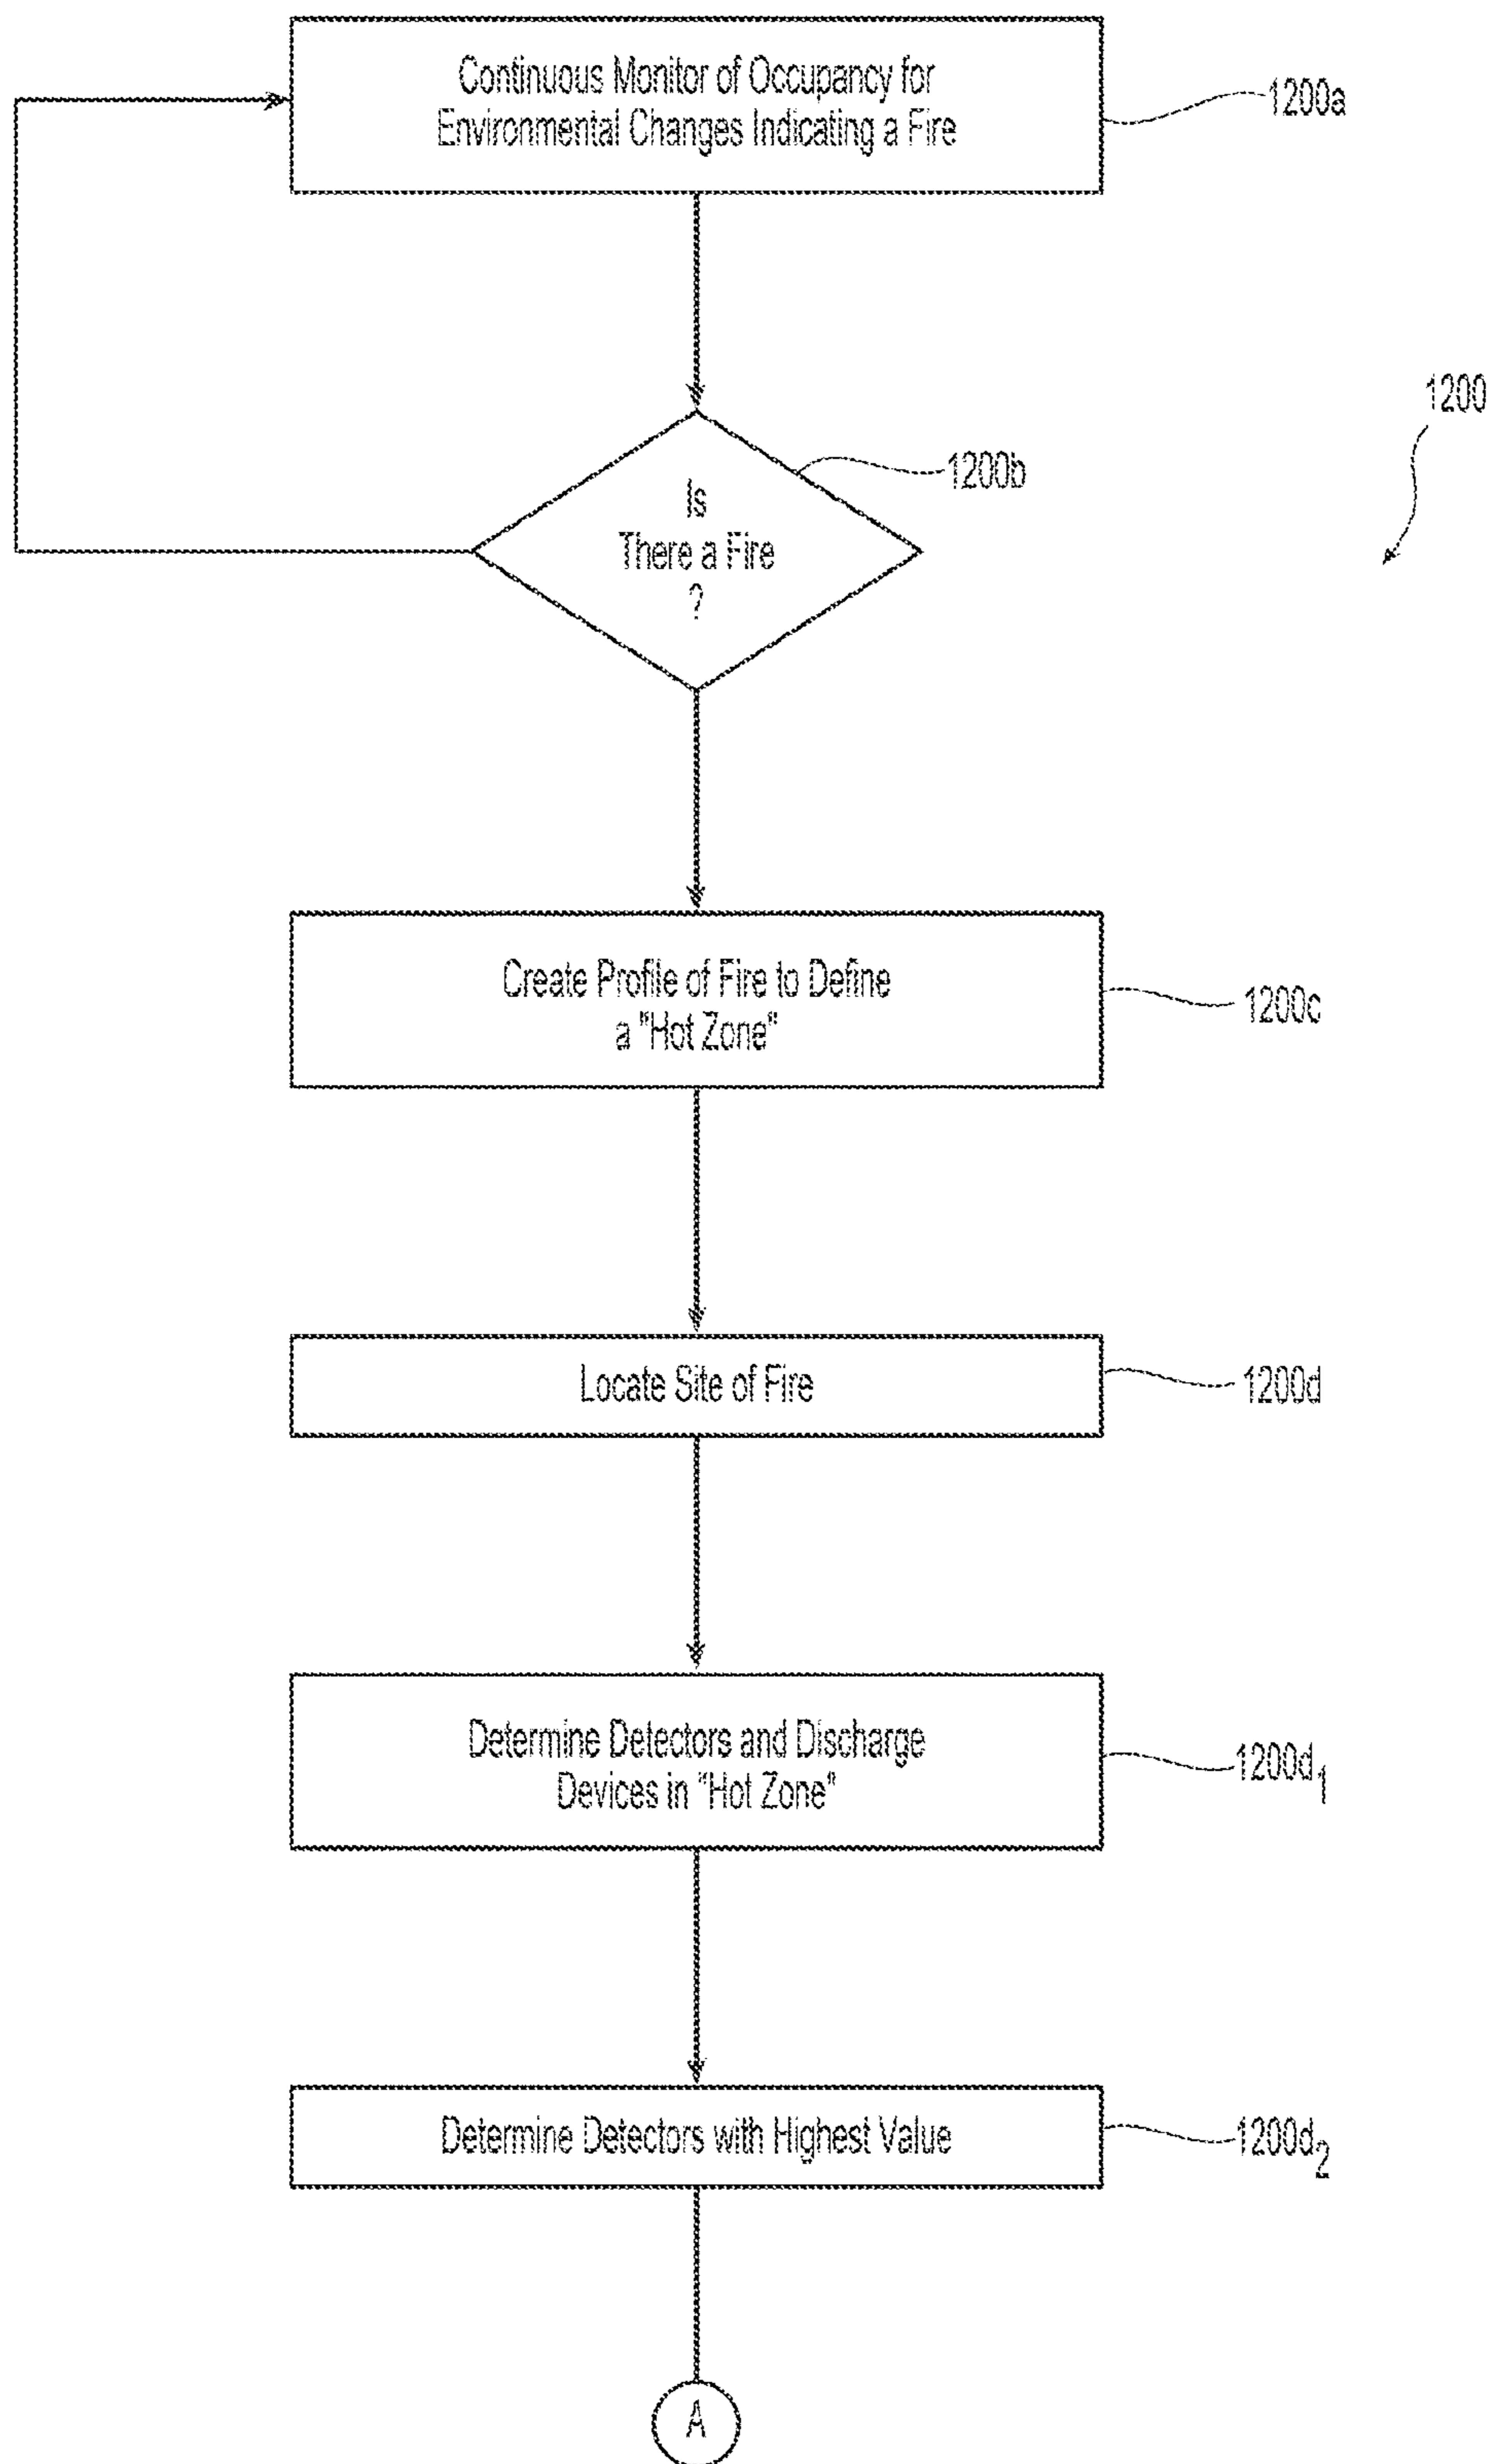 Continuous Monitor of Occupancy for
Environmental Changes Indicating a Fire
1200a
1200
1200b
Is
There a Fire
?
Create Profile of Fire to Define
a "Hot Zone"
1200c
Locate Site of Fire
1200d
Determine Detectors and Discharge
Devices in "Hot Zone"
1200d1
Determine Detectors with Highest Value
1200d2
A